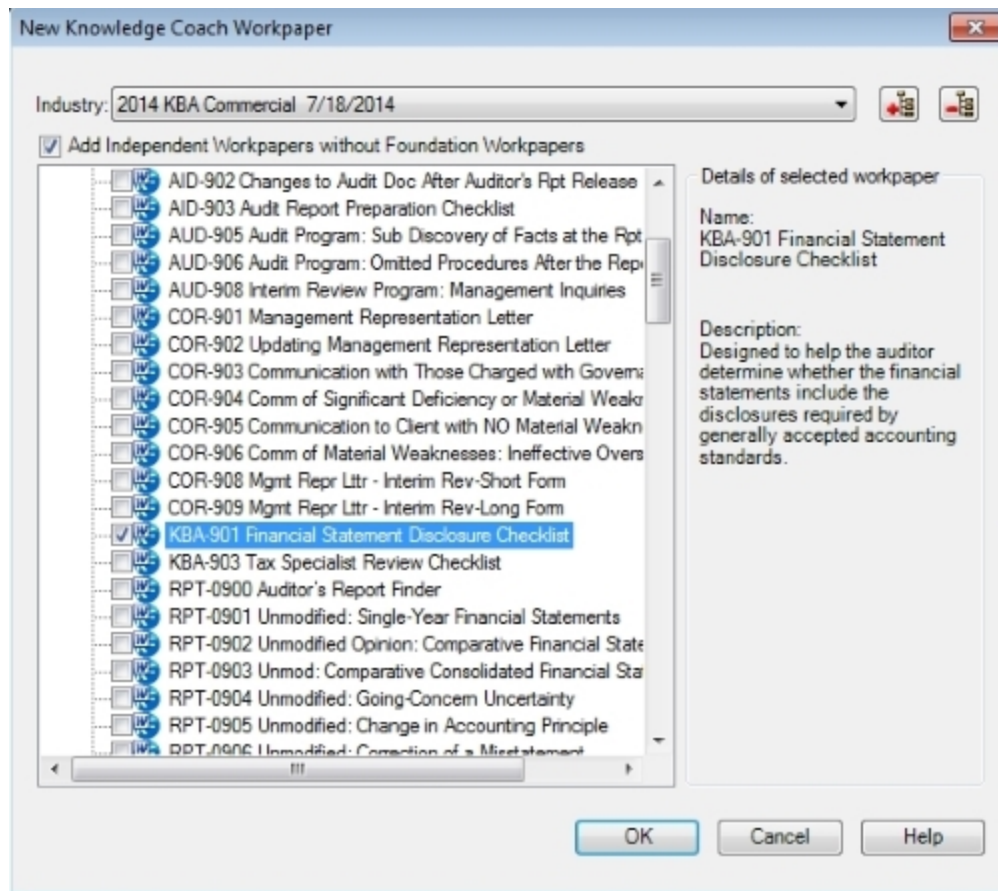 New Knowledge Coach Workpaper
Industry: 2014 KBA Commercial 7/18/2014
Add Independent Workpapers without Foundation Workpapers
AID-902 Changes to Audit Doc After Auditor's Rpt Release
AID-903 Audit Report Preparation Checklist
AUD-905 Audit Program: Sub Discovery of Facts at the Rpt
AUD-906 Audit Program: Omitted Procedures After the Rep
AUD-908 Interim Review Program: Management Inquiries
COR-901 Management Representation Letter
COR-902 Updating Management Representation Letter
COR-903 Communication with Those Charged with Governa
COR-904 Comm of Significant Deficiency or Material Weakr
COR-905 Communication to Client with NO Material Weakn
COR-906 Comm of Material Weaknesses: Ineffective Overs
COR-908 Mgmt Repr Lttr - Interim Rev-Short Form
COR-909 Mgmt Repr Lttr - Interim Rev-Long Form
KBA-901 Financial Statement Disclosure Checklist
KBA-903 Tax Specialist Review Checklist
RPT-0900 Auditor's Report Finder
RPT-0901 Unmodified: Single-Year Financial Statements
RPT-0902 Unmodified Opinion: Comparative Financial State
RPT-0903 Unmod: Comparative Consolidated Financial Sta
RPT-0904 Unmodified: Going-Concern Uncertainty
RPT-0905 Unmodified: Change in Accounting Principle
RPT-0906 Unmodified: Correction of a Misstatement
Details of selected workpaper
Name:
KBA-901 Financial Statement
Disclosure Checklist
Description:
Designed to help the auditor
determine whether the financial
statements include the
disclosures required by
generally accepted accounting
standards.
OK
Cancel
Help